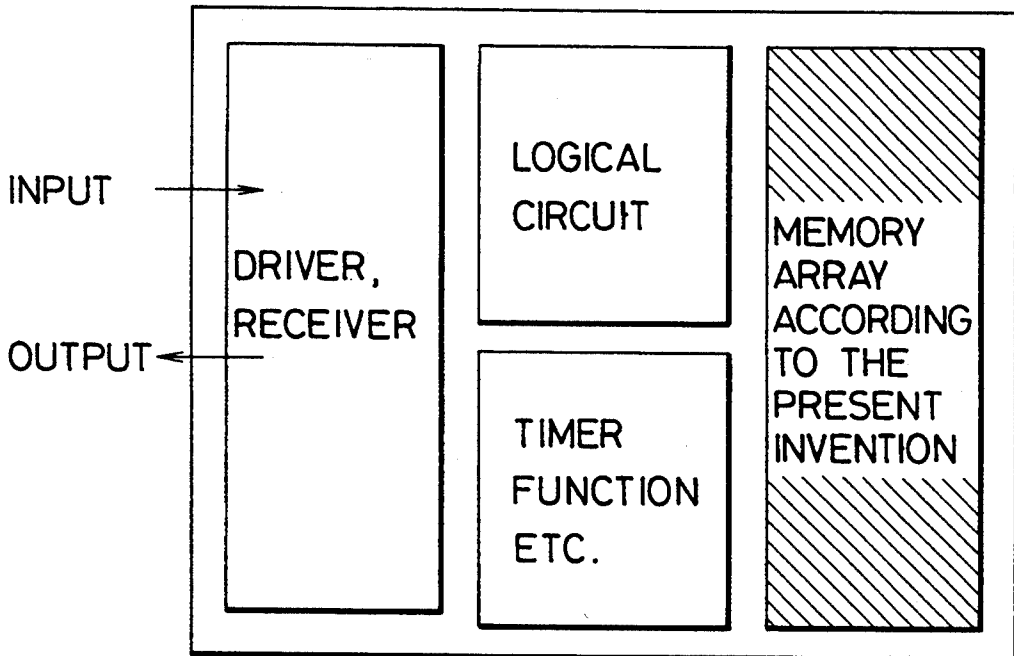 INPUT
OUTPUT
DRIVER,
RECEIVER
LOGICAL
CIRCUIT
TIMER
FUNCTION
ETC.
MEMORY
ARRAY
ACCORDING
TO THE
PRESENT
INVENTION